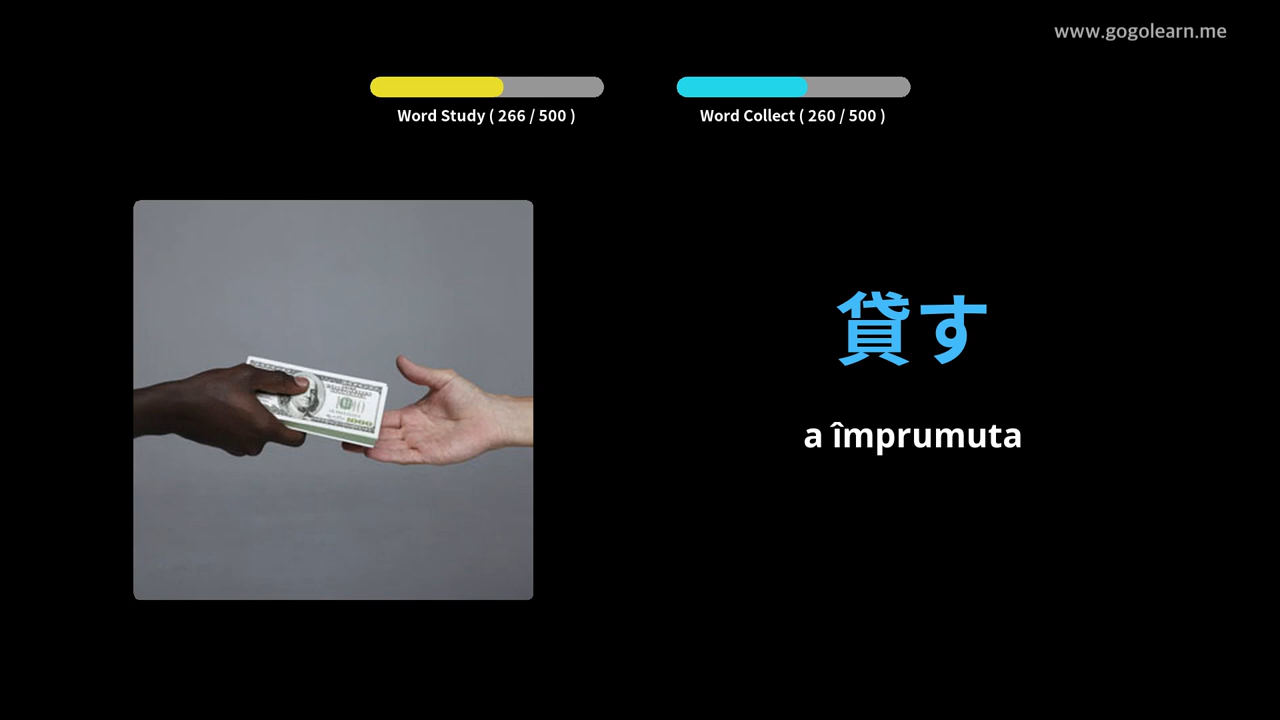 www.gogolearn.me
Word Study ( 266 / 500 )
Word Collect ( 260 / 500 )
貸す
a împrumuta